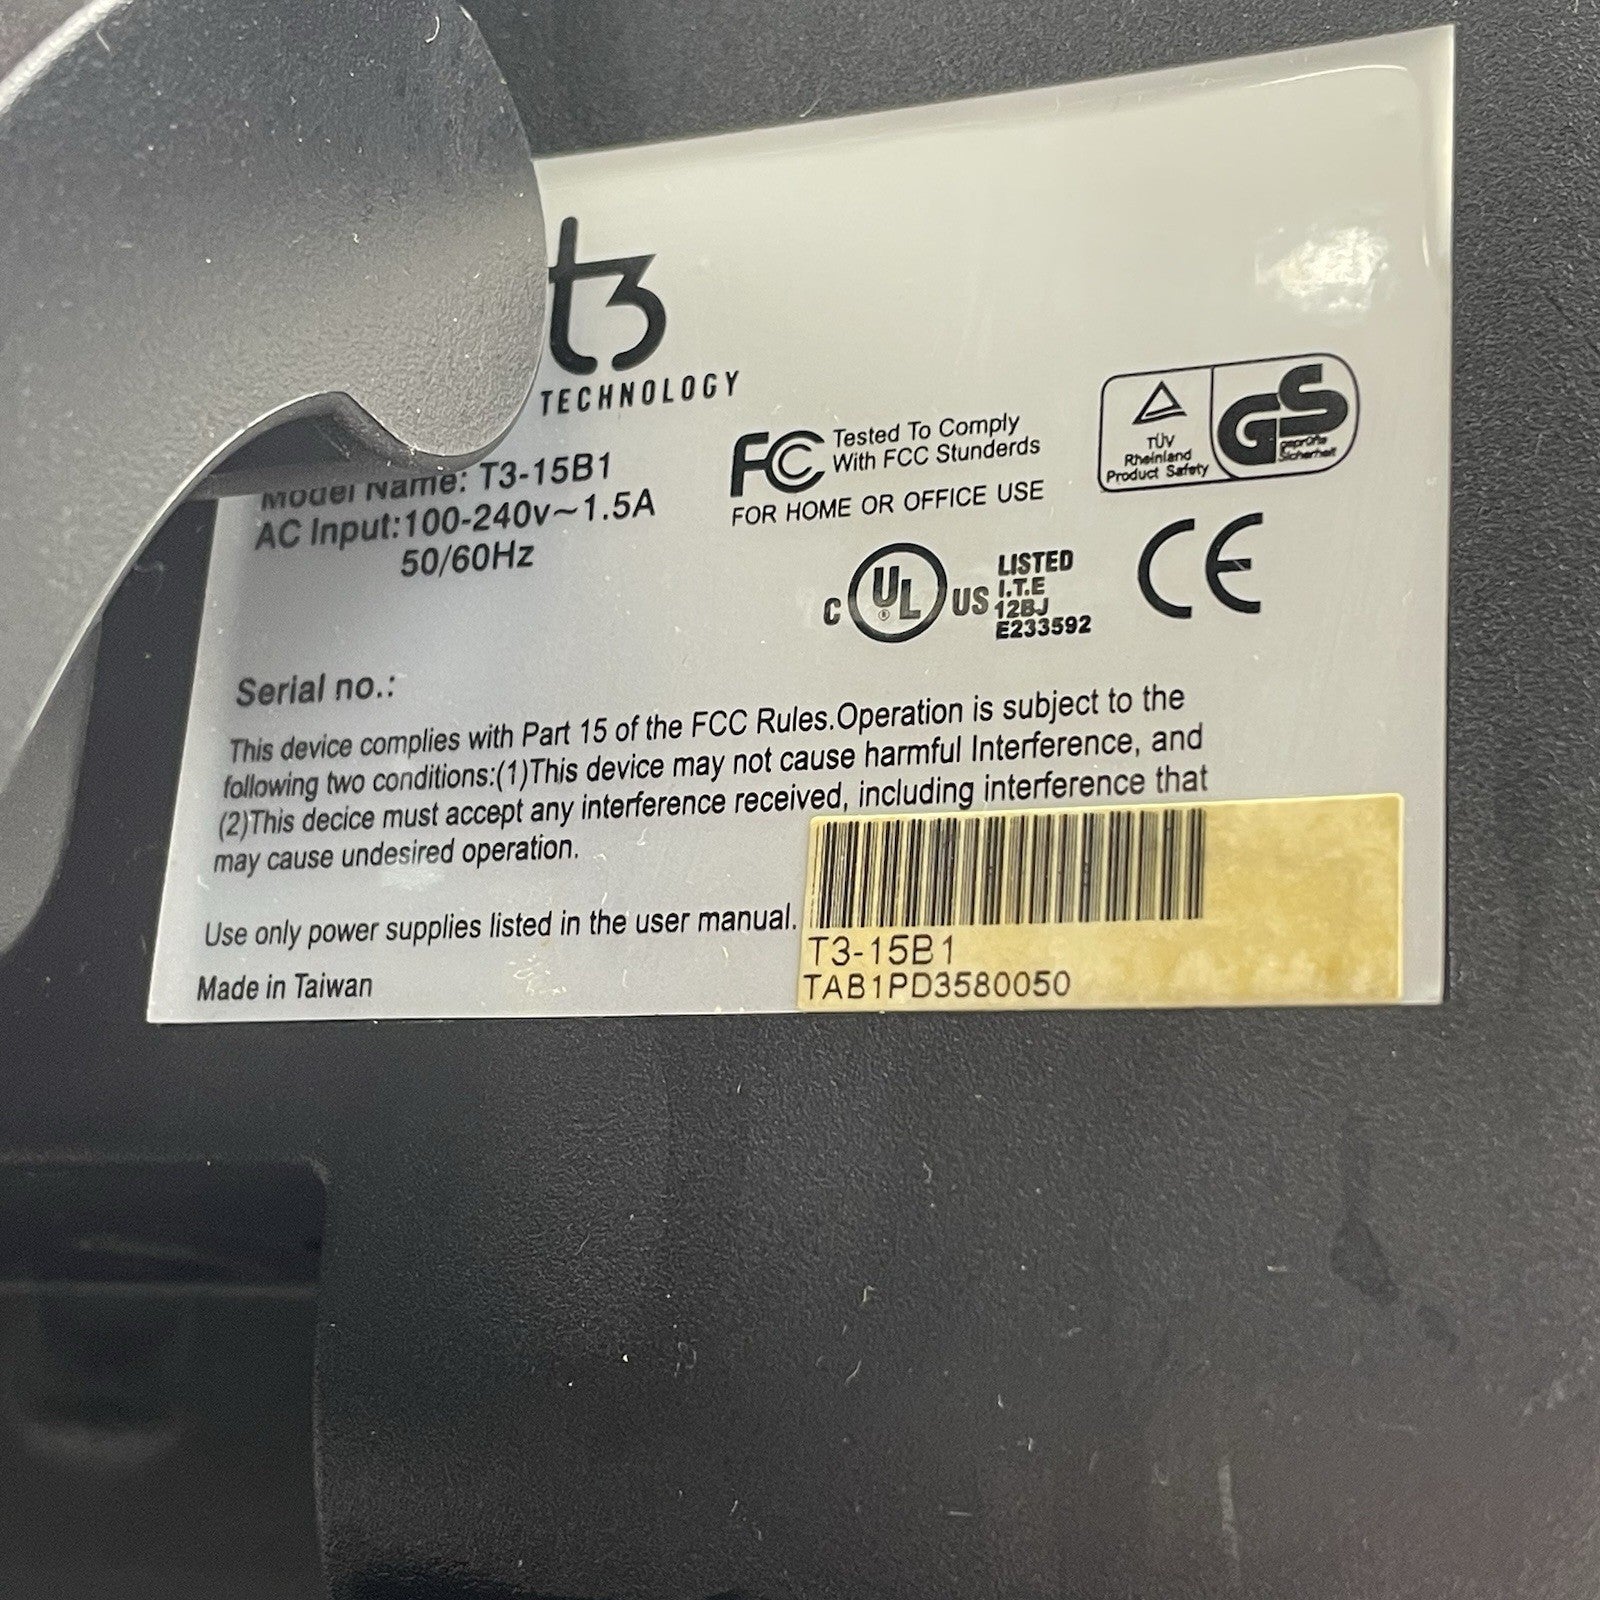 t3
TECHNOLOGY
Model Name: T3-15B1
AC Input:100-240v~1.5A
50/60Hz
FC Tested To Comply
With FCC Stunderds
FOR HOME OR OFFICE USE
TÜV
Rheinland
Product Safety
GS
geprüfte
Sicherheit
C UL® US LISTED
I.T.E
12BJ
E233592
CE
Serial no.:
This device complies with Part 15 of the FCC Rules.Operation is subject to the
following two conditions:(1)This device may not cause harmful Interference, and
(2)This decice must accept any interference received, including interference that
may cause undesired operation.
Use only power supplies listed in the user manual.
Made in Taiwan
T3-15B1
TAB1PD3580050